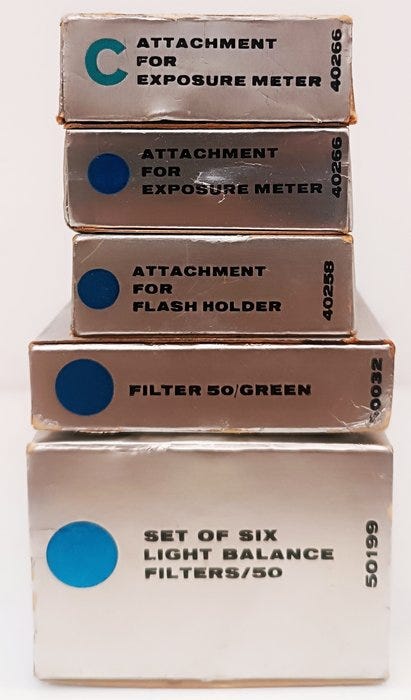 C
ATTACHMENT
FOR
EXPOSURE METER
40266
ATTACHMENT
FOR
EXPOSURE METER
40266
ATTACHMENT
FOR
FLASH HOLDER
40258
FILTER 50/GREEN
50032
SET OF SIX
LIGHT BALANCE
FILTERS/50
50199